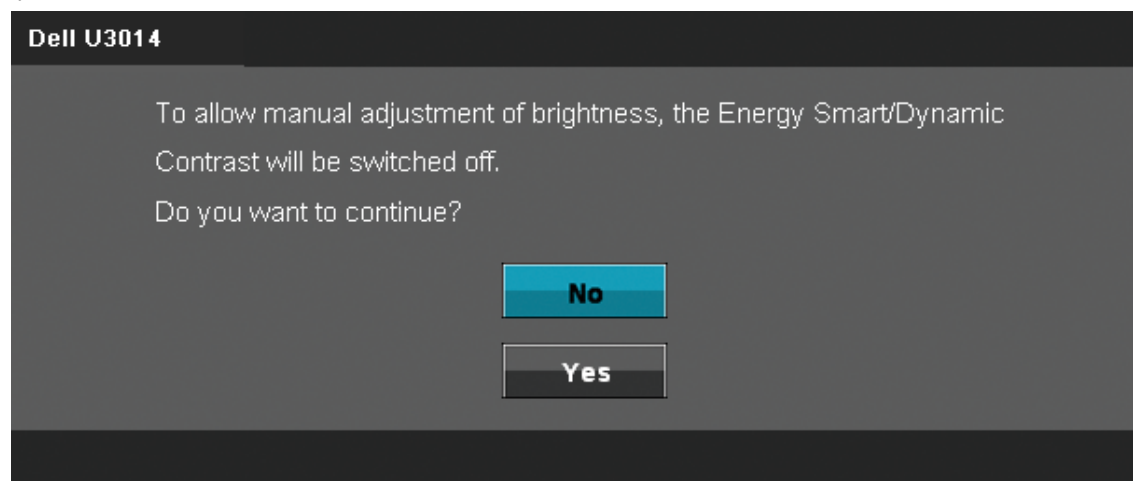 Dell U3014
To allow manual adjustment of brightness, the Energy Smart/Dynamic
Contrast will be switched off.
Do you want to continue?
No
Yes